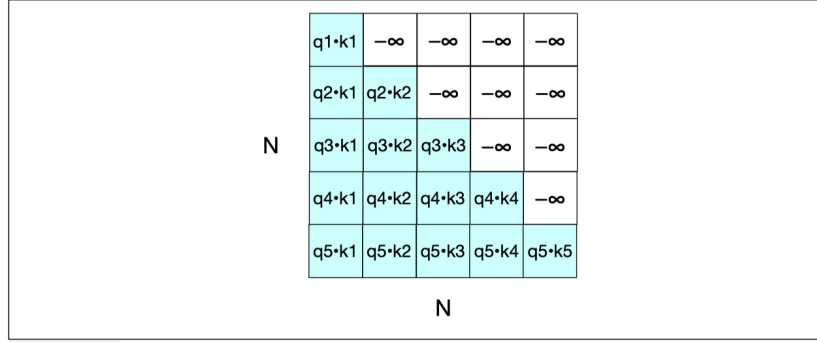 q1•k1 −∞ −∞ −∞ −∞
q2•k1 q2•k2 −∞ −∞ −∞
N q3•k1 q3•k2 q3•k3 −∞ −∞
q4•k1 q4•k2 q4•k3 q4•k4 −∞
q5•k1 q5•k2 q5•k3 q5•k4 q5•k5
N